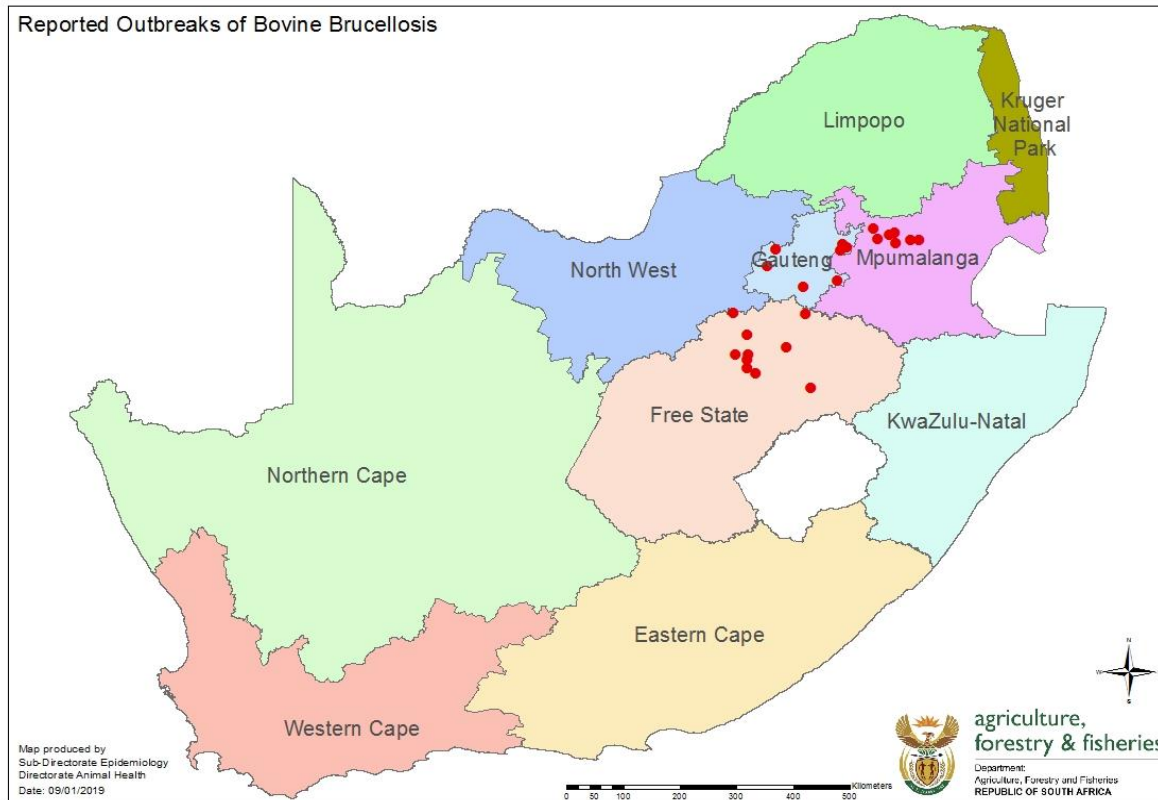 Reported Outbreaks of Bovine Brucellosis
Limpopo
Kruger
National
Park
North West
Gauteng
Mpumalanga
Free State
KwaZulu-Natal
Northern Cape
Eastern Cape
Western Cape
N
W
E
S
Map produced by
Sub-Directorate Epidemiology
Directorate Animal Health
Date: 09/01/2019
Kilometers
0 50 100 200 300 400 500
agriculture,
forestry & fisheries
Department:
Agriculture, Forestry and Fisheries
REPUBLIC OF SOUTH AFRICA